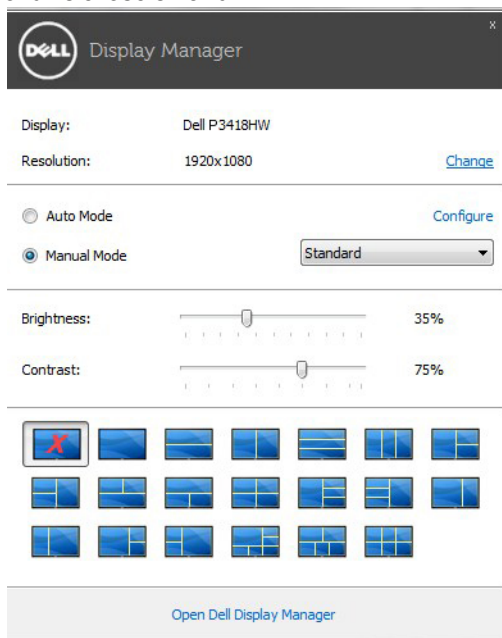 DELL Display Manager
x
Display: Dell P3418HW
Resolution: 1920x1080 Change
Auto Mode Configure
Manual Mode Standard
Brightness: 35%
Contrast: 75%
Open Dell Display Manager